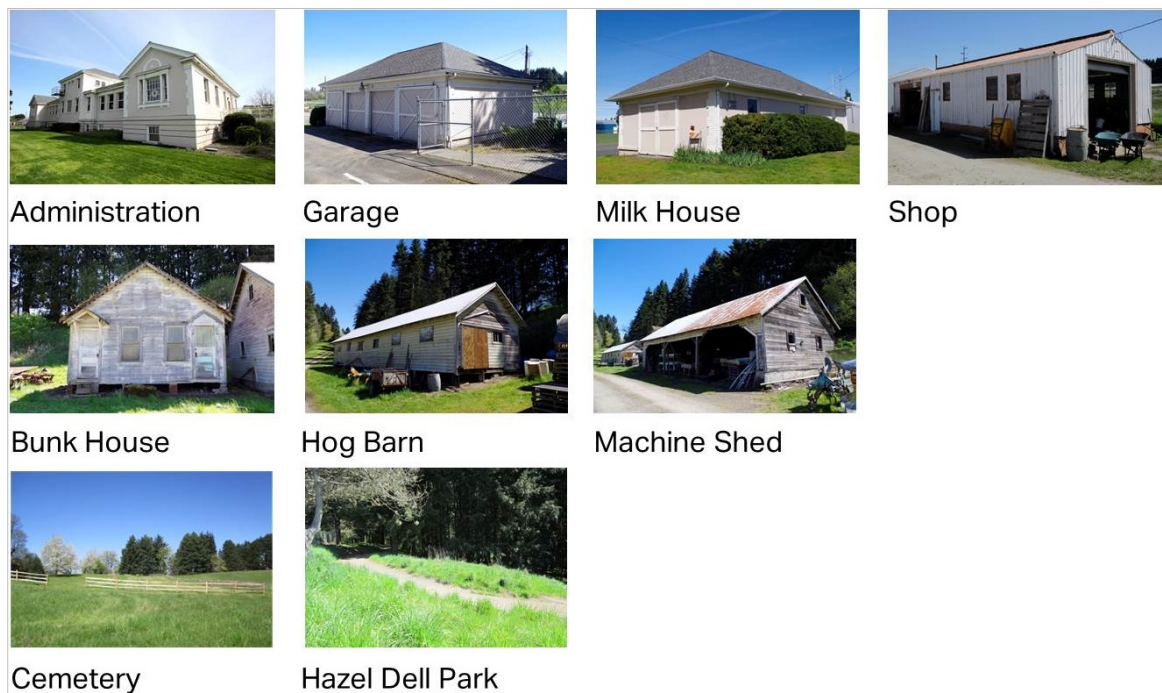 Administration
Garage
Milk House
Shop
Bunk House
Hog Barn
Machine Shed
Cemetery
Hazel Dell Park